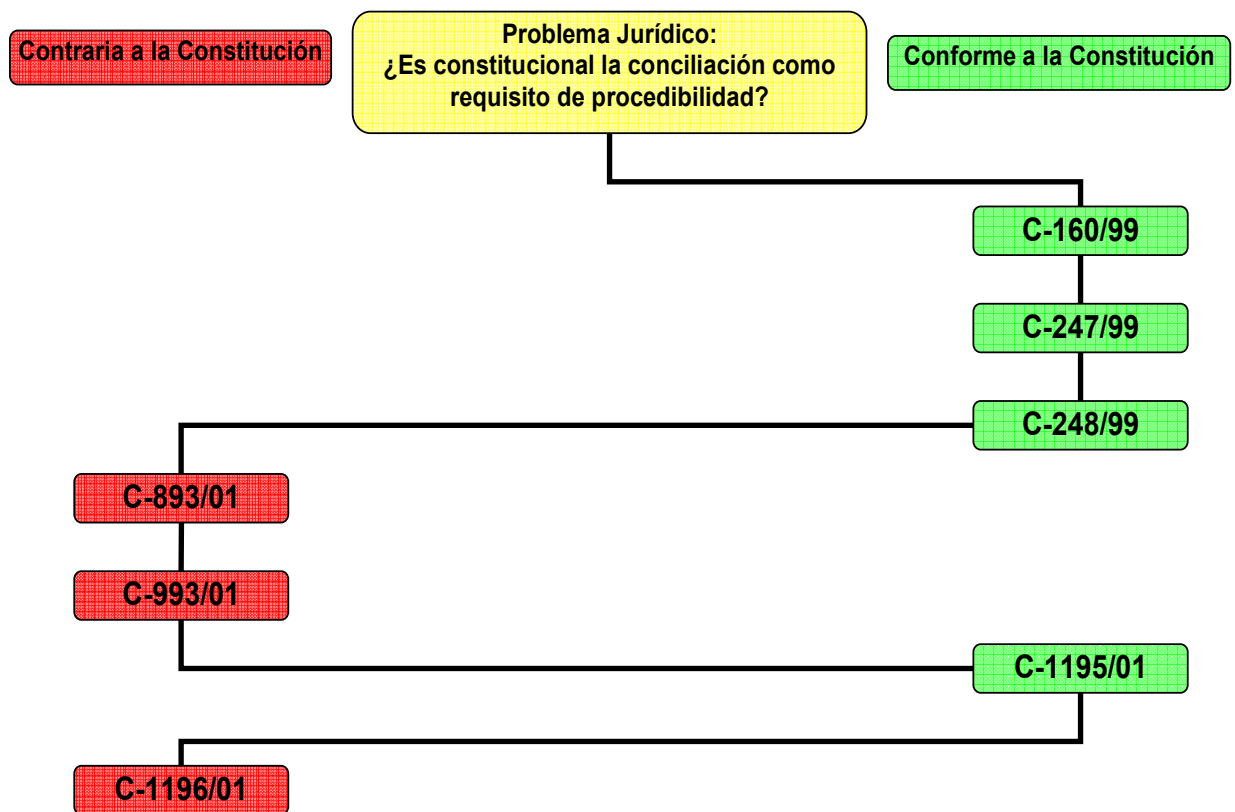 Contraria a la Constitución
Problema Jurídico:
¿Es constitucional la conciliación como
requisito de procedibilidad?
Conforme a la Constitución
C-160/99
C-247/99
C-248/99
C-893/01
C-993/01
C-1195/01
C-1196/01